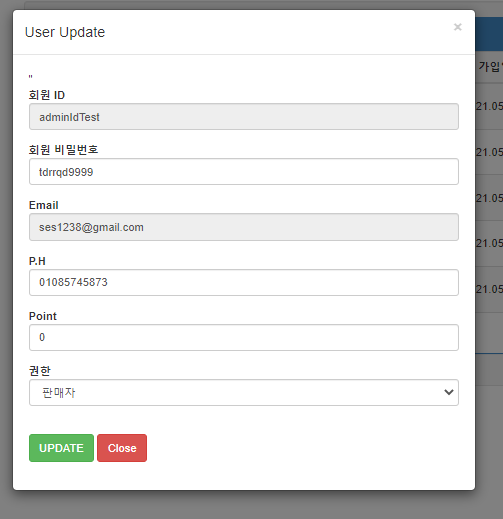 User Update
×
"
회원 ID
adminIdTest
회원 비밀번호
tdrrqd9999
Email
ses1238@gmail.com
P.H
01085745873
Point
0
권한
판매자
UPDATE Close
가입
21.05
21.05
21.05
21.05
21.05